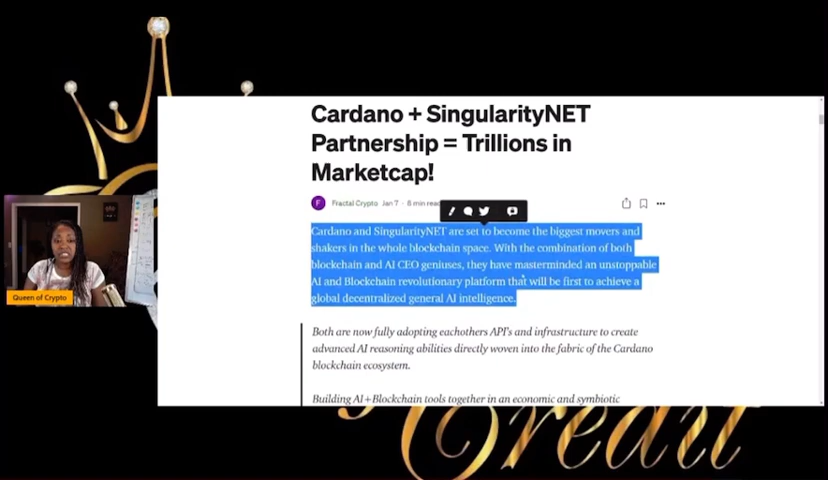 Cardano + SingularityNET
Partnership = Trillions in
Marketcap!
F Fractal Crypto Jan 7 · 6 min read
Cardano and SingularityNET are set to become the biggest movers and
shakers in the whole blockchain space. With the combination of both
blockchain and AI CEO geniuses, they have masterminded an unstoppable
AI and Blockchain revolutionary platform that will be first to achieve a
global decentralized general AI intelligence.
Queen of Crypto
Both are now fully adopting eachothers API's and infrastructure to create
advanced AI reasoning abilities directly woven into the fabric of the Cardano
blockchain ecosystem.
Building AI+Blockchain tools together in an economic and symbiotic
Credit